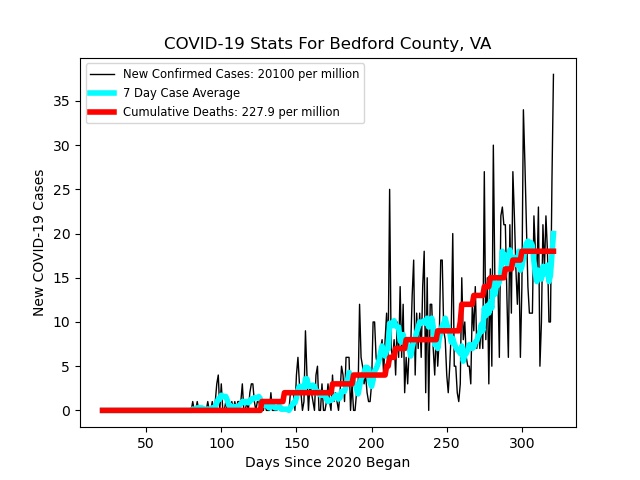 COVID-19 Stats For Bedford County, VA
New Confirmed Cases: 20100 per million
7 Day Case Average
Cumulative Deaths: 227.9 per million
New COVID-19 Cases
35
30
25
20
15
10
5
0
50 100 150 200 250 300
Days Since 2020 Began